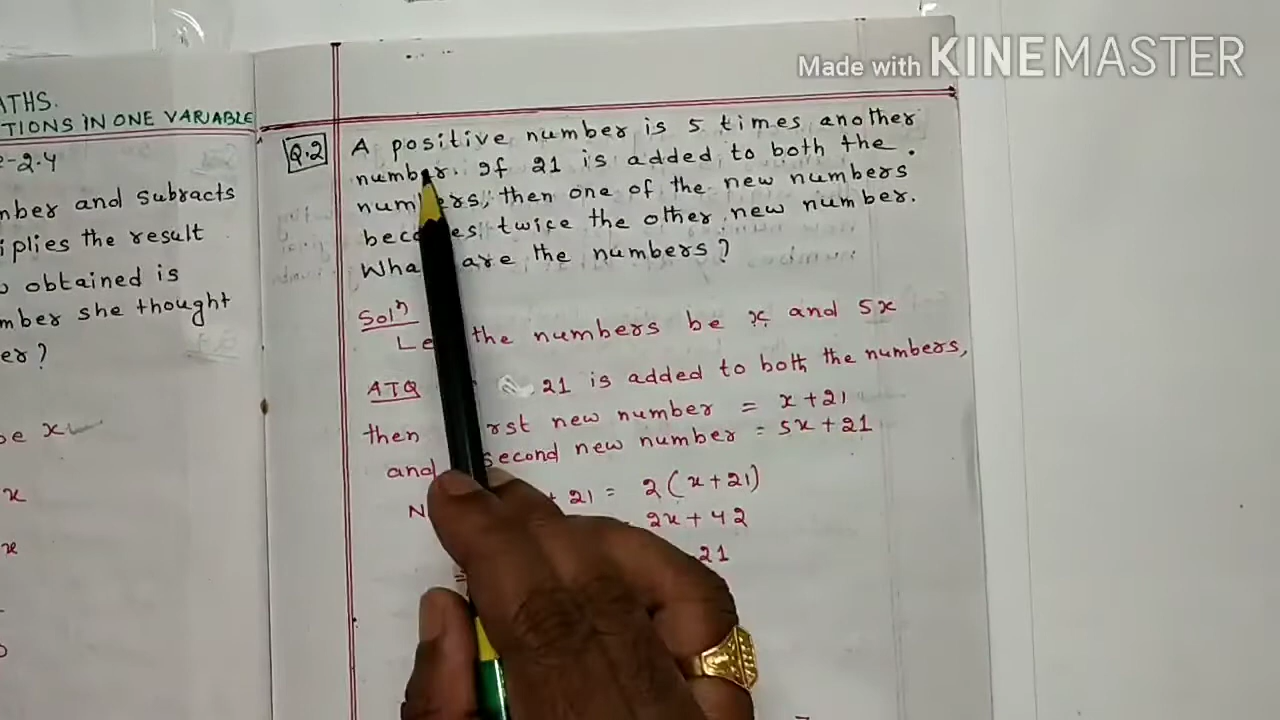 Made with KINEMASTER
ATHS.
TIONS IN ONE VARIABLE
e-2.4
mber and subracts
iplies the result
obtained is
mber she thought
er?
be x
x
x
Q.2 A positive number is 5 times another
number. If 21 is added to both the
numbers, then one of the new numbers
becomes twice the other new number.
What are the numbers?
Solⁿ
Le the numbers be x and 5x
ATQ 21 is added to both the numbers,
then rst new number = x+21
and second new number = 5x+21
N + 21 = 2(x+21)
= 2x+42
21
=